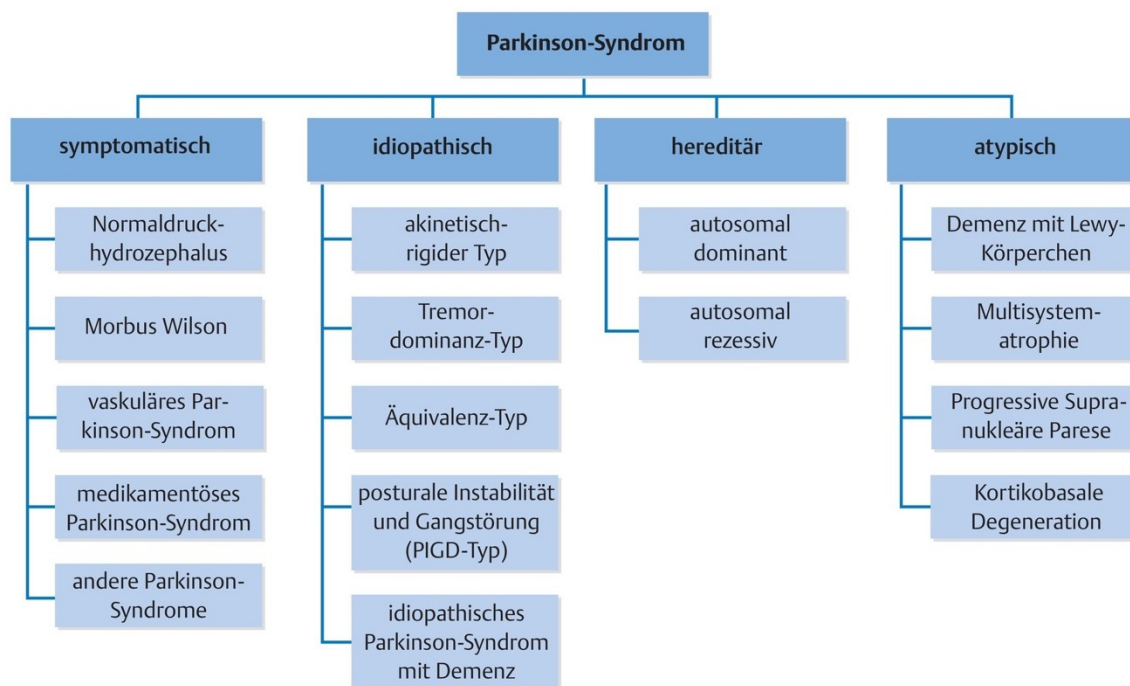 Parkinson-Syndrom
symptomatisch
Normaldruck-
hydrozephalus
Morbus Wilson
vaskuläres Par-
kinson-Syndrom
medikamentöses
Parkinson-Syndrom
andere Parkinson-
Syndrome
idiopathisch
akinetisch-
rigider Typ
Tremor-
dominanz-Typ
Äquivalenz-Typ
posturale Instabilität
und Gangstörung
(PIGD-Typ)
idiopathisches
Parkinson-Syndrom
mit Demenz
hereditär
autosomal
dominant
autosomal
rezessiv
atypisch
Demenz mit Lewy-
Körperchen
Multisystem-
atrophie
Progressive Supra-
nukleäre Parese
Kortikobasale
Degeneration